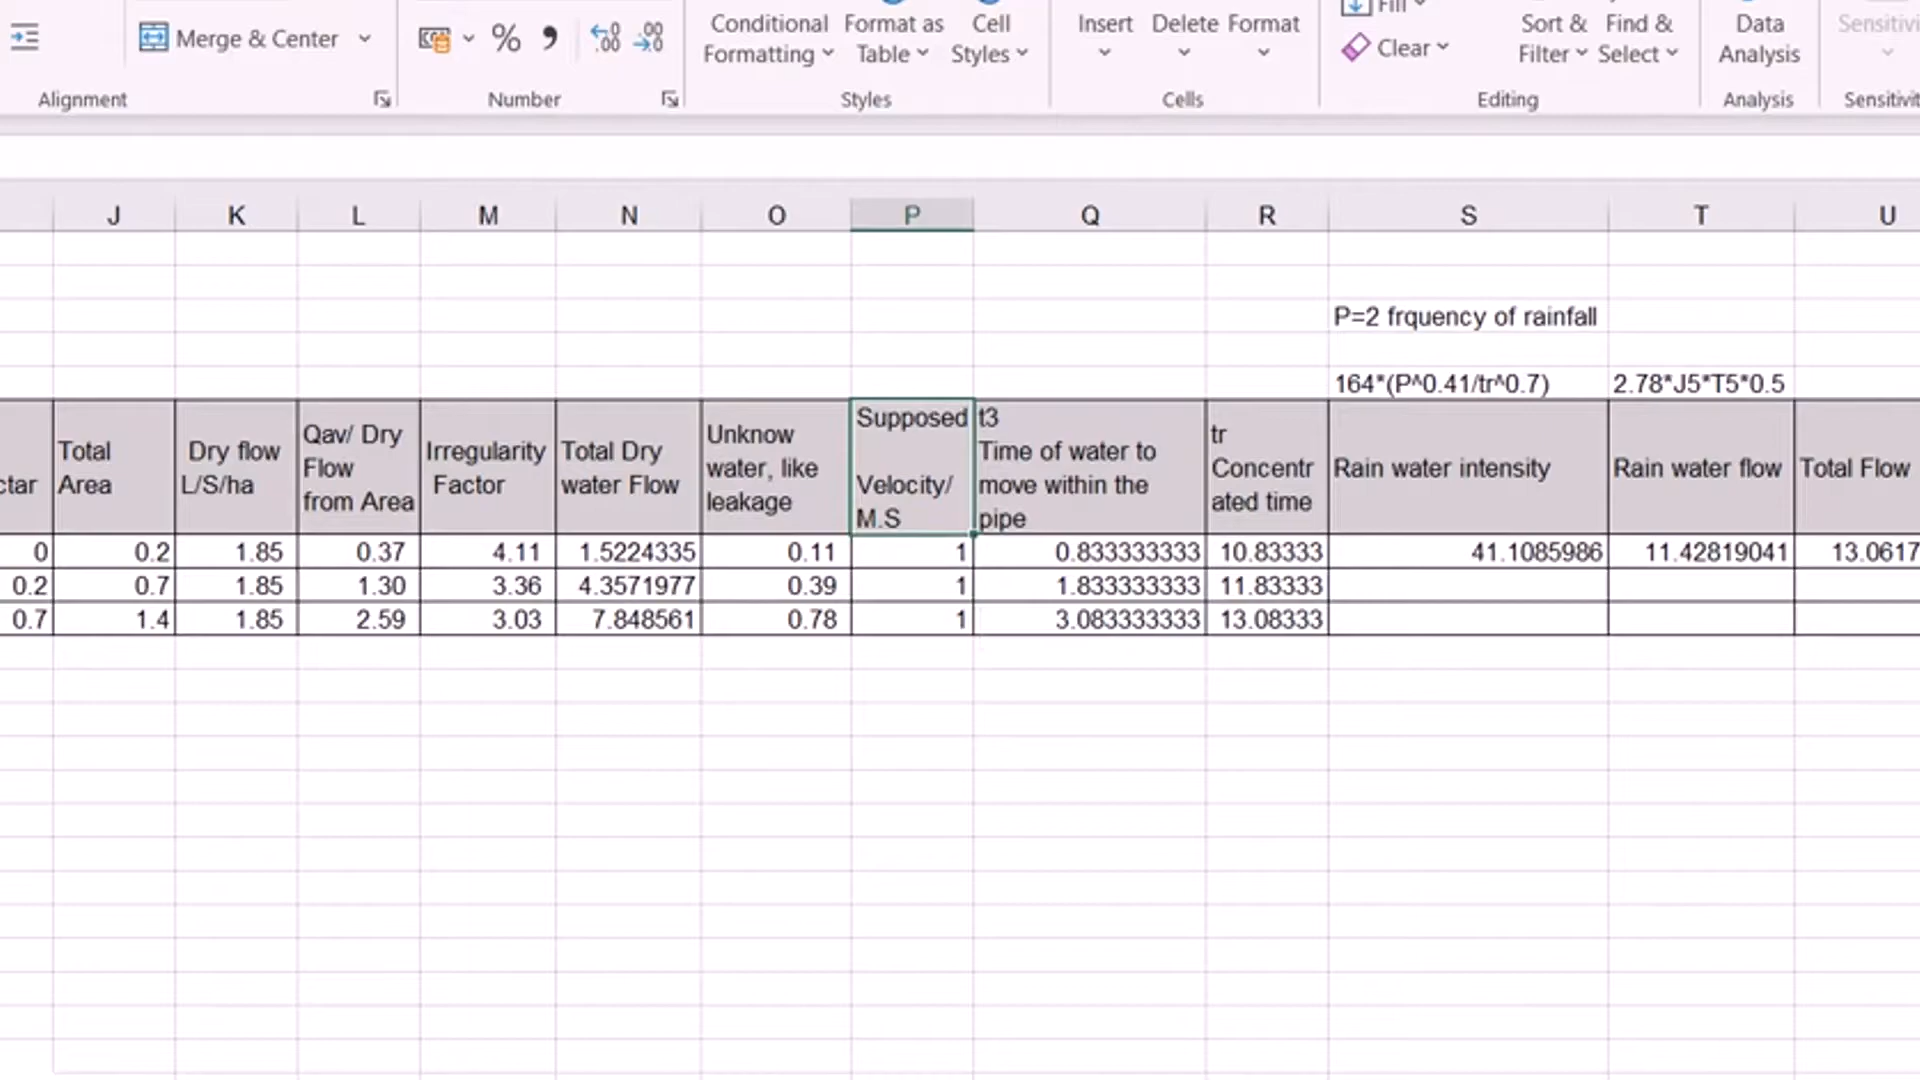 Merge & Center
%
Conditional
Formatting
Format as
Table
Cell
Styles
Insert
Delete
Format
Fill
Clear
Sort &
Filter
Find &
Select
Data
Analysis
Sensitivi
Alignment
Number
Styles
Cells
Editing
Analysis
Sensitivit
J K L M N O P Q R S T U
P=2 frquency of rainfall
164*(P^0.41/tr^0.7)
2.78*J5*T5*0.5
ctar
Total
Area
Dry flow
L/S/ha
Qav/ Dry
Flow
from Area
Irregularity
Factor
Total Dry
water Flow
Unknow
water, like
leakage
Supposed
Velocity/
M.S
t3
Time of water to
move within the
pipe
tr
Concentr
ated time
Rain water intensity
Rain water flow
Total Flow
0 0.2 1.85 0.37 4.11 1.5224335 0.11 1 0.833333333 10.83333 41.1085986 11.42819041 13.0617
0.2 0.7 1.85 1.30 3.36 4.3571977 0.39 1 1.833333333 11.83333
0.7 1.4 1.85 2.59 3.03 7.848561 0.78 1 3.083333333 13.08333